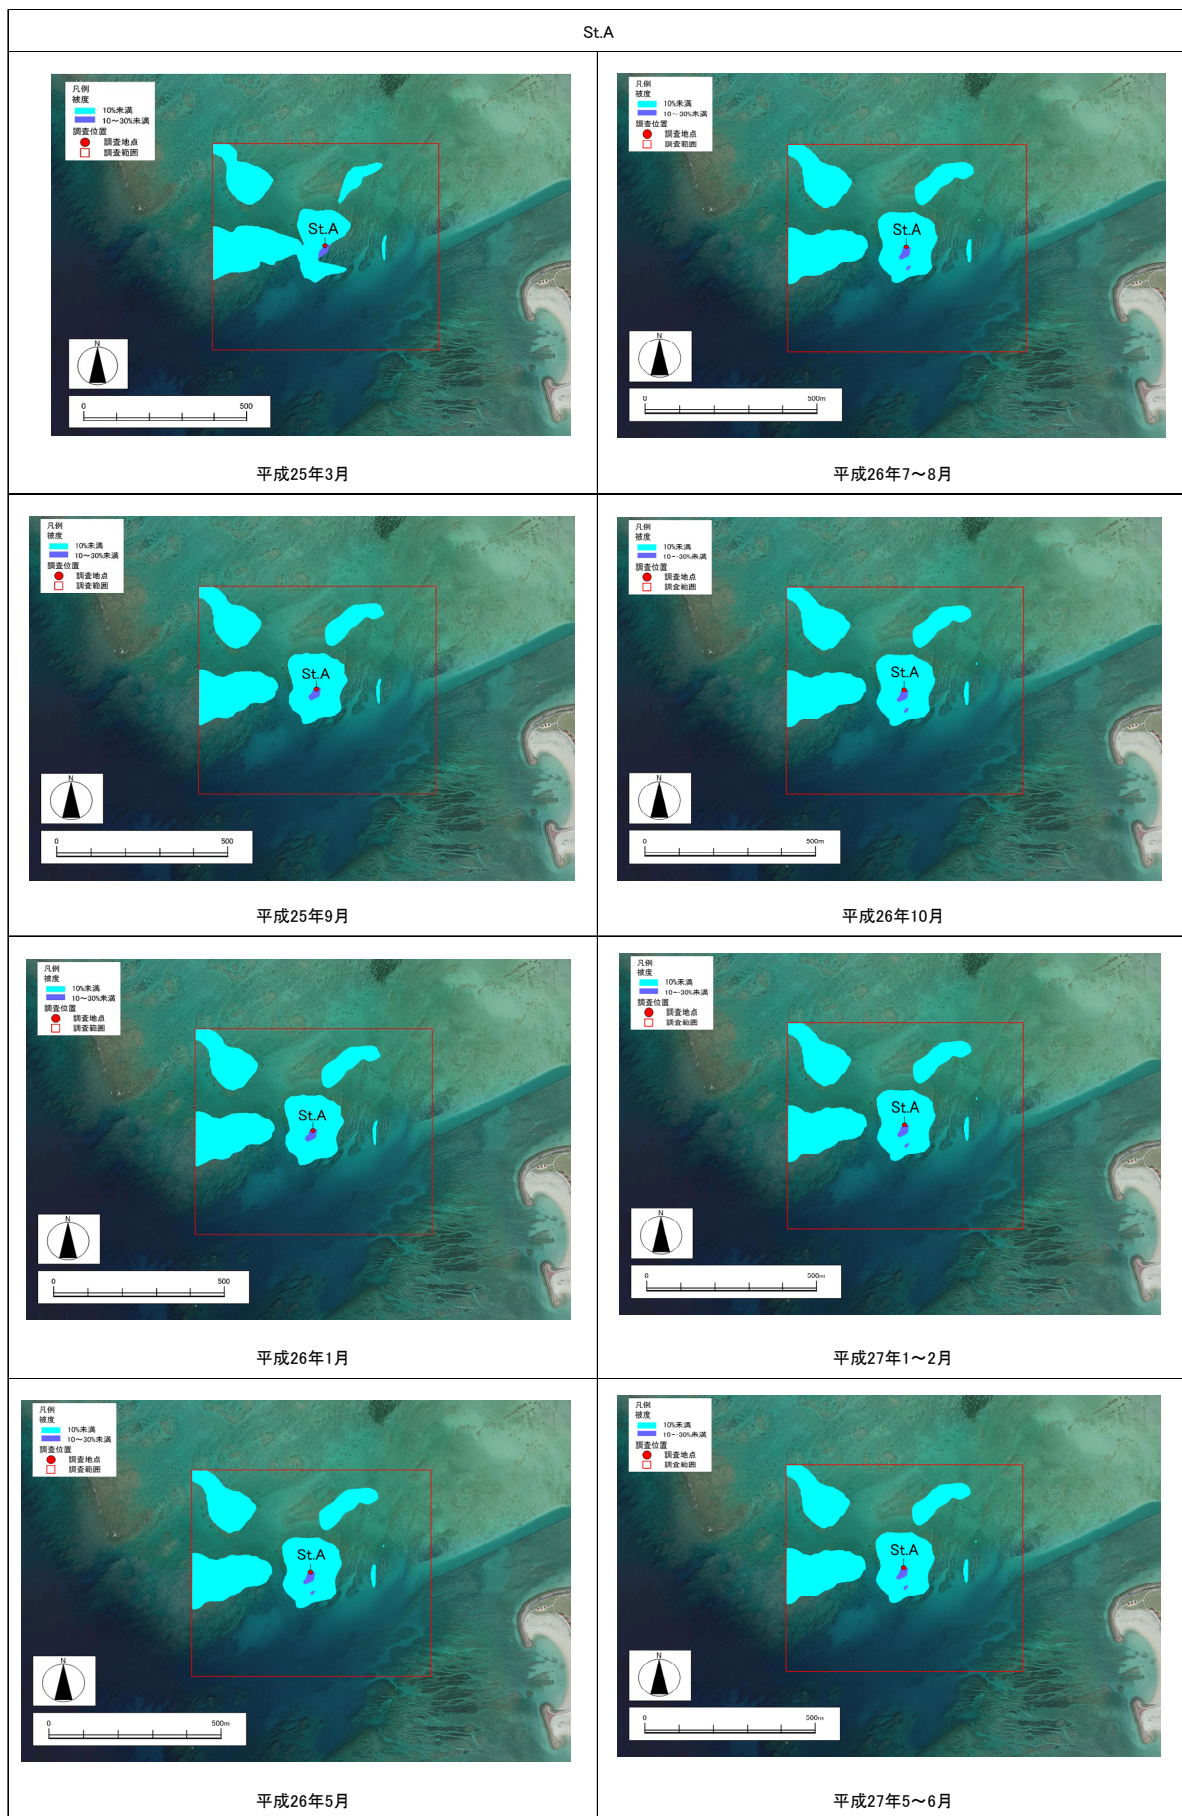 St.A
凡例
被度
10%未満
10~30%未満
調査位置
調査地点
調査範囲
St.A
N
0 500
平成25年3月
凡例
被度
10%未満
10~30%未満
調査位置
調査地点
調査範囲
St.A
N
0 500m
平成26年7~8月
凡例
被度
10%未満
10~30%未満
調査位置
調査地点
調査範囲
St.A
N
0 500
平成25年9月
凡例
被度
10%未満
10~30%未満
調査位置
調査地点
調査範囲
St.A
N
0 500m
平成26年10月
凡例
被度
10%未満
10~30%未満
調査位置
調査地点
調査範囲
St.A
N
0 500
平成26年1月
凡例
被度
10%未満
10~30%未満
調査位置
調査地点
調査範囲
St.A
N
0 500m
平成27年1~2月
凡例
被度
10%未満
10~30%未満
調査位置
調査地点
調査範囲
St.A
N
0 500m
平成26年5月
凡例
被度
10%未満
10~30%未満
調査位置
調査地点
調査範囲
St.A
N
0 500m
平成27年5~6月